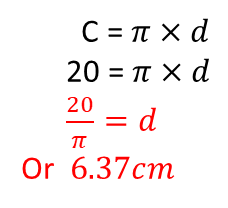 C = π × d
20 = π × d
20/π = d
Or 6.37cm